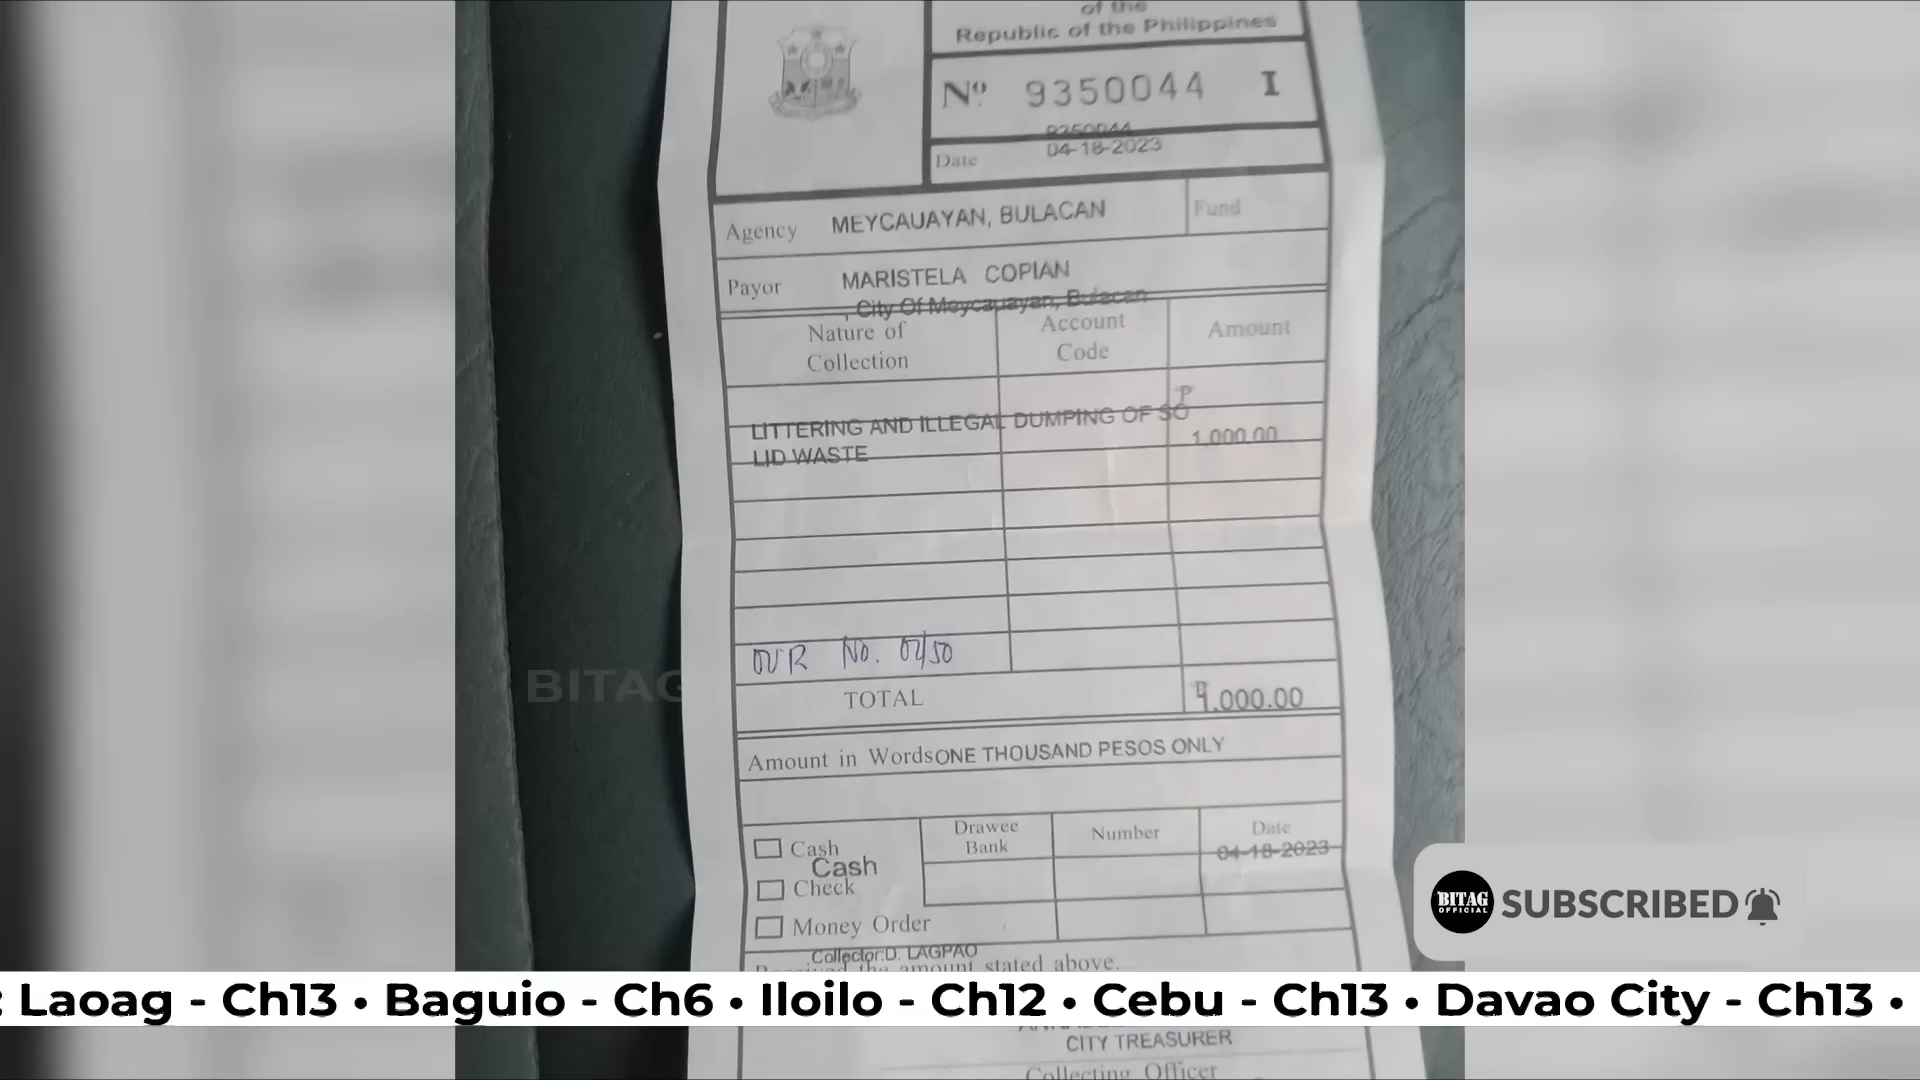 of the
Republic of the Philippines
Nº 9350044 I
9350044
Date 04-18-2023
Agency MEYCAUAYAN, BULACAN Fund
Payor MARISTELA COPIAN
, City Of Meycauayan, Bulacan
Nature of Collection Account Code Amount
₱
LITTERING AND ILLEGAL DUMPING OF SO
LID WASTE 1,000.00
OVR No. 0750
TOTAL ₱1,000.00
Amount in Words ONE THOUSAND PESOS ONLY
Cash Drawee Bank Number Date
Cash 04-18-2023
Check
Money Order
Collector:D. LAGPAO
Received the amount stated above.
CITY TREASURER
Collecting Officer
BITAG
BITAG OFFICIAL SUBSCRIBED
: Laoag - Ch13 • Baguio - Ch6 • Iloilo - Ch12 • Cebu - Ch13 • Davao City - Ch13 •